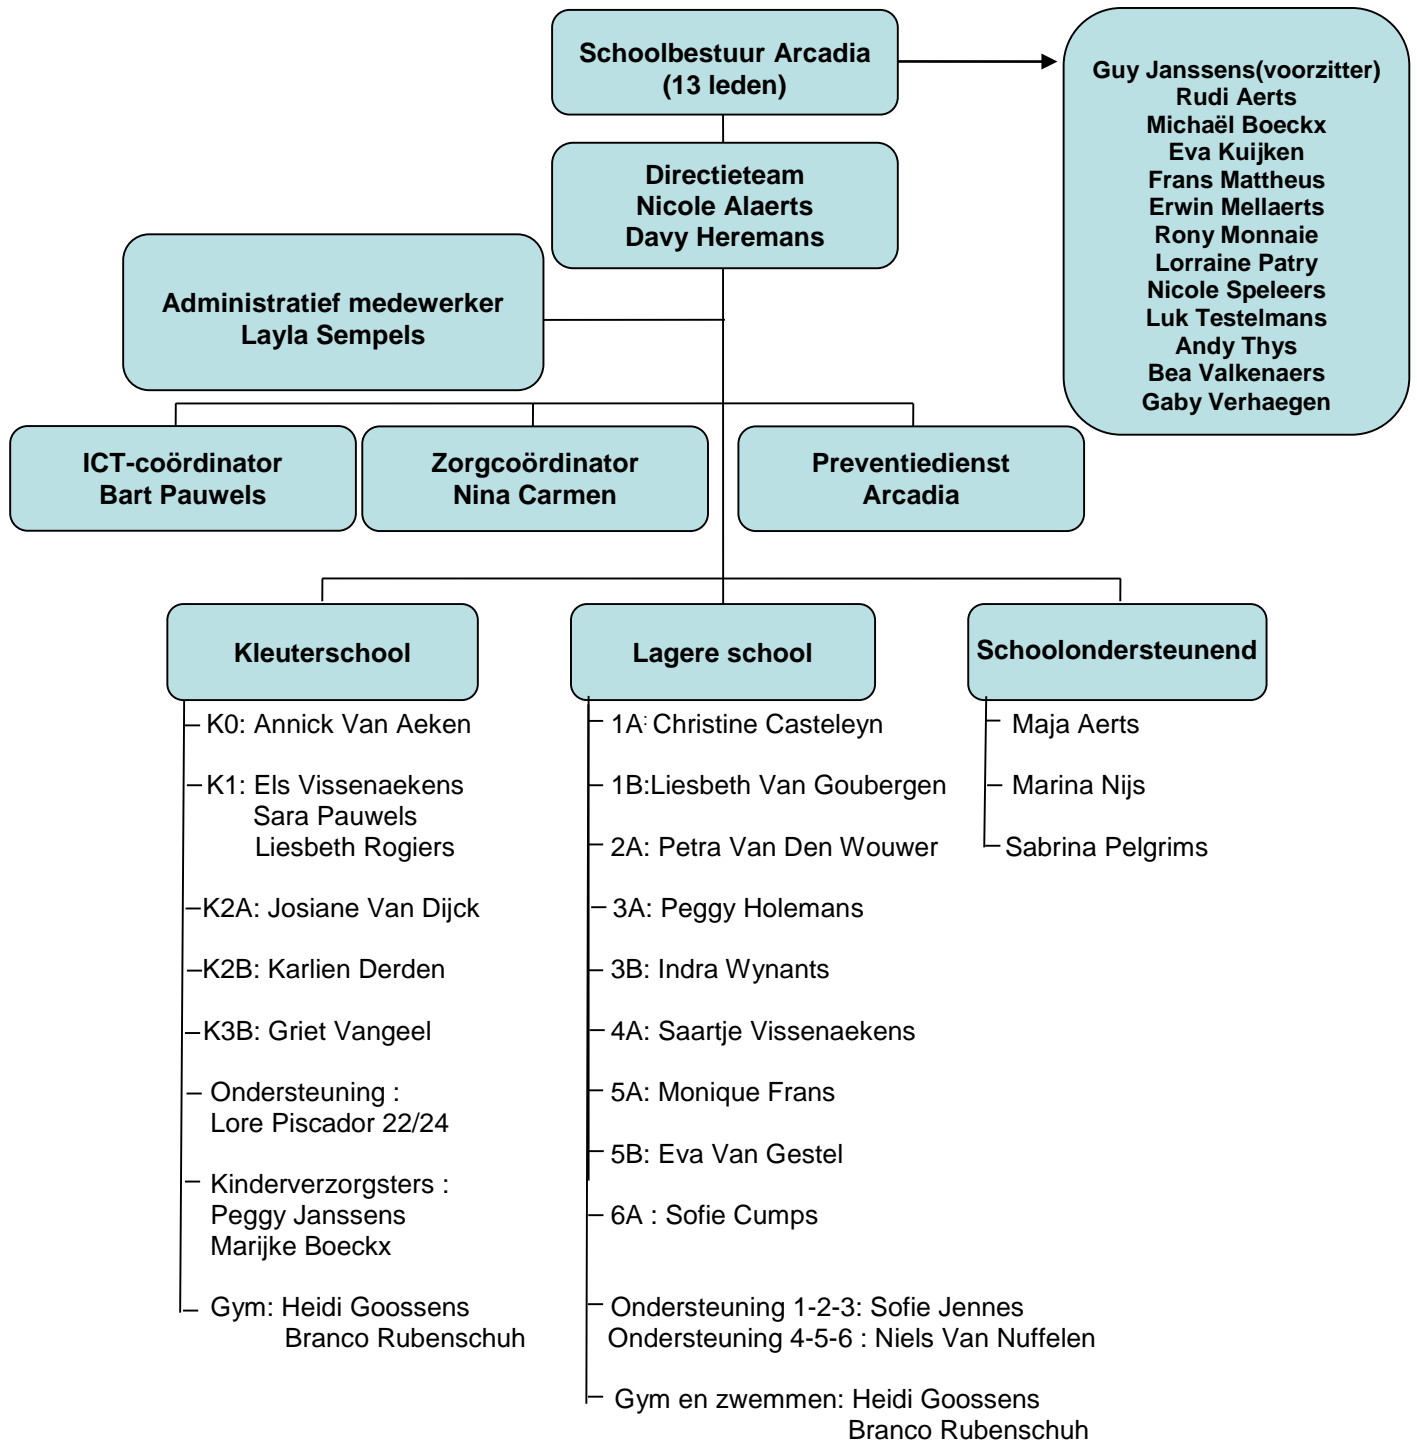 Schoolbestuur Arcadia
(13 leden)
Guy Janssens(voorzitter)
Rudi Aerts
Michaël Boeckx
Eva Kuijken
Frans Mattheus
Erwin Mellaerts
Rony Monnaie
Lorraine Patry
Nicole Speleers
Luk Testelmans
Andy Thys
Bea Valkenaers
Gaby Verhaegen
Directieteam
Nicole Alaerts
Davy Heremans
Administratief medewerker
Layla Sempels
ICT-coördinator
Bart Pauwels
Zorgcoördinator
Nina Carmen
Preventiedienst
Arcadia
Kleuterschool
K0: Annick Van Aeken
K1: Els Vissenaekens
Sara Pauwels
Liesbeth Rogiers
K2A: Josiane Van Dijck
K2B: Karlien Derden
K3B: Griet Vangeel
Ondersteuning :
Lore Piscador 22/24
Kinderverzorgsters :
Peggy Janssens
Marijke Boeckx
Gym: Heidi Goossens
Branco Rubenschuh
Lagere school
1A: Christine Casteleyn
1B:Liesbeth Van Goubergen
2A: Petra Van Den Wouwer
3A: Peggy Holemans
3B: Indra Wynants
4A: Saartje Vissenaekens
5A: Monique Frans
5B: Eva Van Gestel
6A : Sofie Cumps
Ondersteuning 1-2-3: Sofie Jennes
Ondersteuning 4-5-6 : Niels Van Nuffelen
Gym en zwemmen: Heidi Goossens
Branco Rubenschuh
Schoolondersteunend
Maja Aerts
Marina Nijs
Sabrina Pelgrims